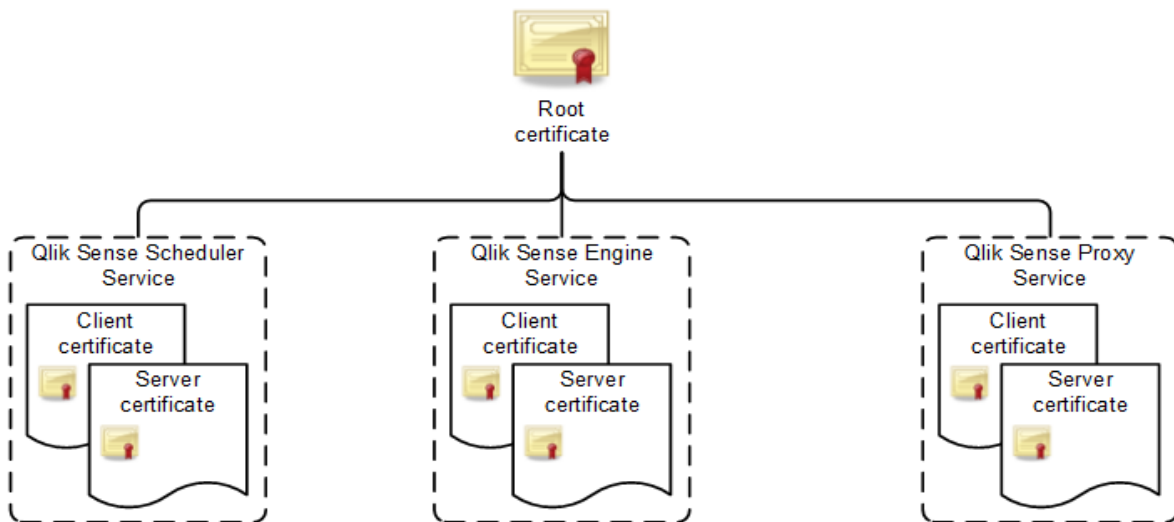 Root
certificate
Qlik Sense Scheduler
Service
Client
certificate
Server
certificate
Qlik Sense Engine
Service
Client
certificate
Server
certificate
Qlik Sense Proxy
Service
Client
certificate
Server
certificate